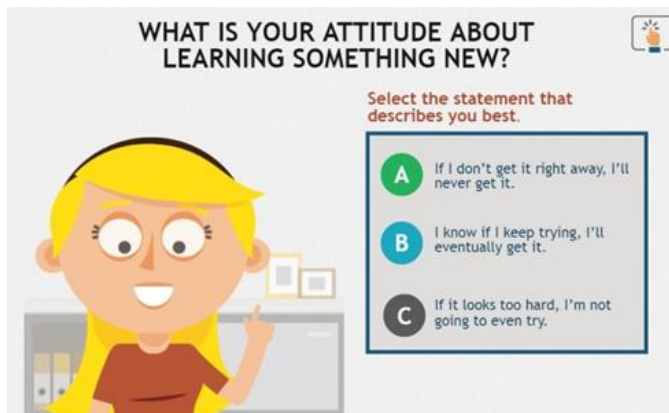 WHAT IS YOUR ATTITUDE ABOUT
LEARNING SOMETHING NEW?
Select the statement that
describes you best.
A
If I don't get it right away, I'll
never get it.
B
I know if I keep trying, I'll
eventually get it.
C
If it looks too hard, I'm not
going to even try.